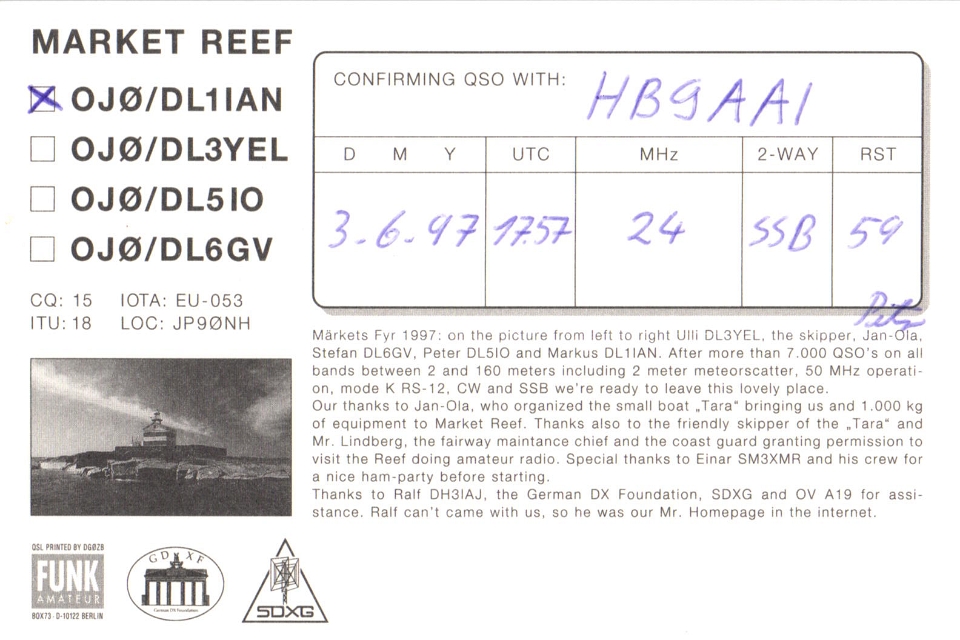 MARKET REEF
OJØ/DL1IAN
OJØ/DL3YEL
OJØ/DL5IO
OJØ/DL6GV
CQ: 15 IOTA: EU-053
ITU: 18 LOC: JP9ØNH
CONFIRMING QSO WITH: HB9AAI
D M Y UTC MHz 2-WAY RST
3.6.97 1757 24 SSB 59
Peter
Märkets Fyr 1997: on the picture from left to right Ulli DL3YEL, the skipper, Jan-Ola,
Stefan DL6GV, Peter DL5IO and Markus DL1IAN. After more than 7.000 QSO's on all
bands between 2 and 160 meters including 2 meter meteorscatter, 50 MHz operati-
on, mode K RS-12, CW and SSB we're ready to leave this lovely place.
Our thanks to Jan-Ola, who organized the small boat „Tara“ bringing us and 1.000 kg
of equipment to Market Reef. Thanks also to the friendly skipper of the „Tara“ and
Mr. Lindberg, the fairway maintance chief and the coast guard granting permission to
visit the Reef doing amateur radio. Special thanks to Einar SM3XMR and his crew for
a nice ham-party before starting.
Thanks to Ralf DH3IAJ, the German DX Foundation, SDXG and OV A19 for assi-
stance. Ralf can't came with us, so he was our Mr. Homepage in the internet.
QSL PRINTED BY DGØZB
FUNK
AMATEUR
BOX73 · D-10122 BERLIN
GDXF
German DX Foundation
SDXG